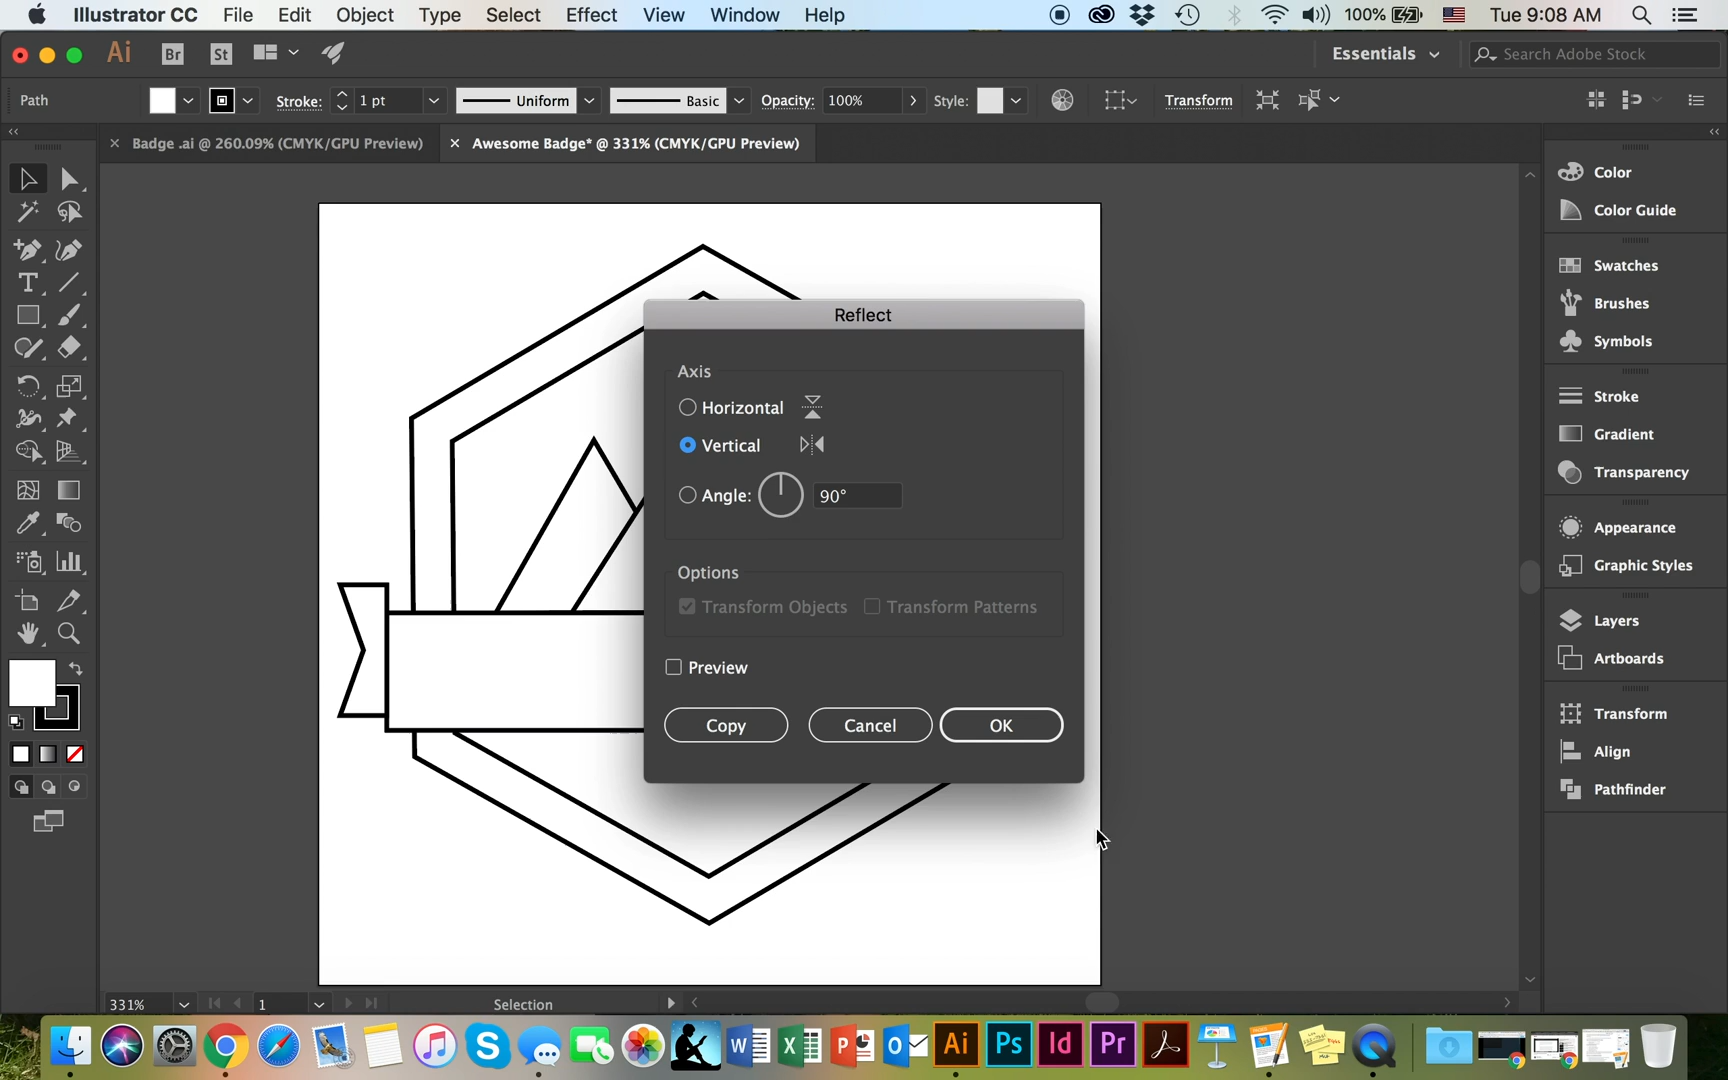 Illustrator CC File Edit Object Type Select Effect View Window Help 100% Tue 9:08 AM
Ai Br St Essentials Search Adobe Stock
Path Stroke: 1 pt Uniform Basic Opacity: 100% Style: Transform
Badge .ai @ 260.09% (CMYK/GPU Preview) Awesome Badge* @ 331% (CMYK/GPU Preview)
Reflect
Axis
Horizontal
Vertical
Angle: 90°
Options
Transform Objects Transform Patterns
Preview
Copy Cancel OK
Color
Color Guide
Swatches
Brushes
Symbols
Stroke
Gradient
Transparency
Appearance
Graphic Styles
Layers
Artboards
Transform
Align
Pathfinder
T
331% 1 Selection
Ai Ps Id Pr